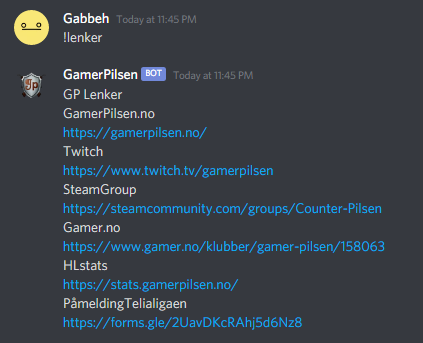 Gabbeh Today at 11:45 PM
!lenker
GamerPilsen BOT Today at 11:45 PM
GP Lenker
GamerPilsen.no
https://gamerpilsen.no/
Twitch
https://www.twitch.tv/gamerpilsen
SteamGroup
https://steamcommunity.com/groups/Counter-Pilsen
Gamer.no
https://www.gamer.no/klubber/gamer-pilsen/158063
HLstats
https://stats.gamerpilsen.no/
PåmeldingTelialigaen
https://forms.gle/2UavDKcRAhj5d6Nz8